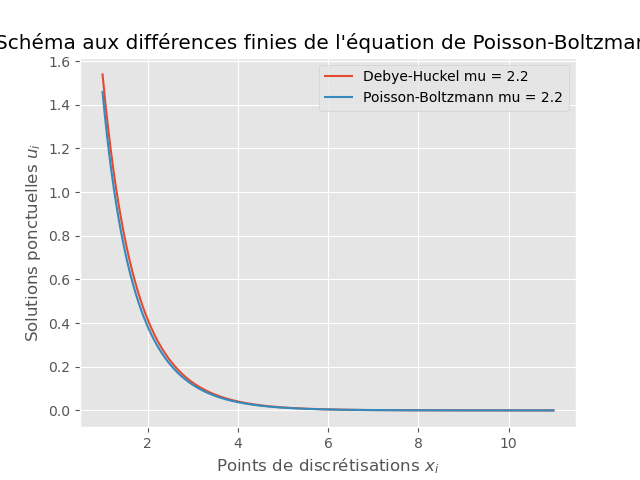 Schéma aux différences finies de l'équation de Poisson-Boltzman
1.6
1.4
1.2
1.0
0.8
0.6
0.4
0.2
0.0
Solutions ponctuelles u_i
Debye-Huckel mu = 2.2
Poisson-Boltzmann mu = 2.2
2
4
6
8
10
Points de discrétisations x_i